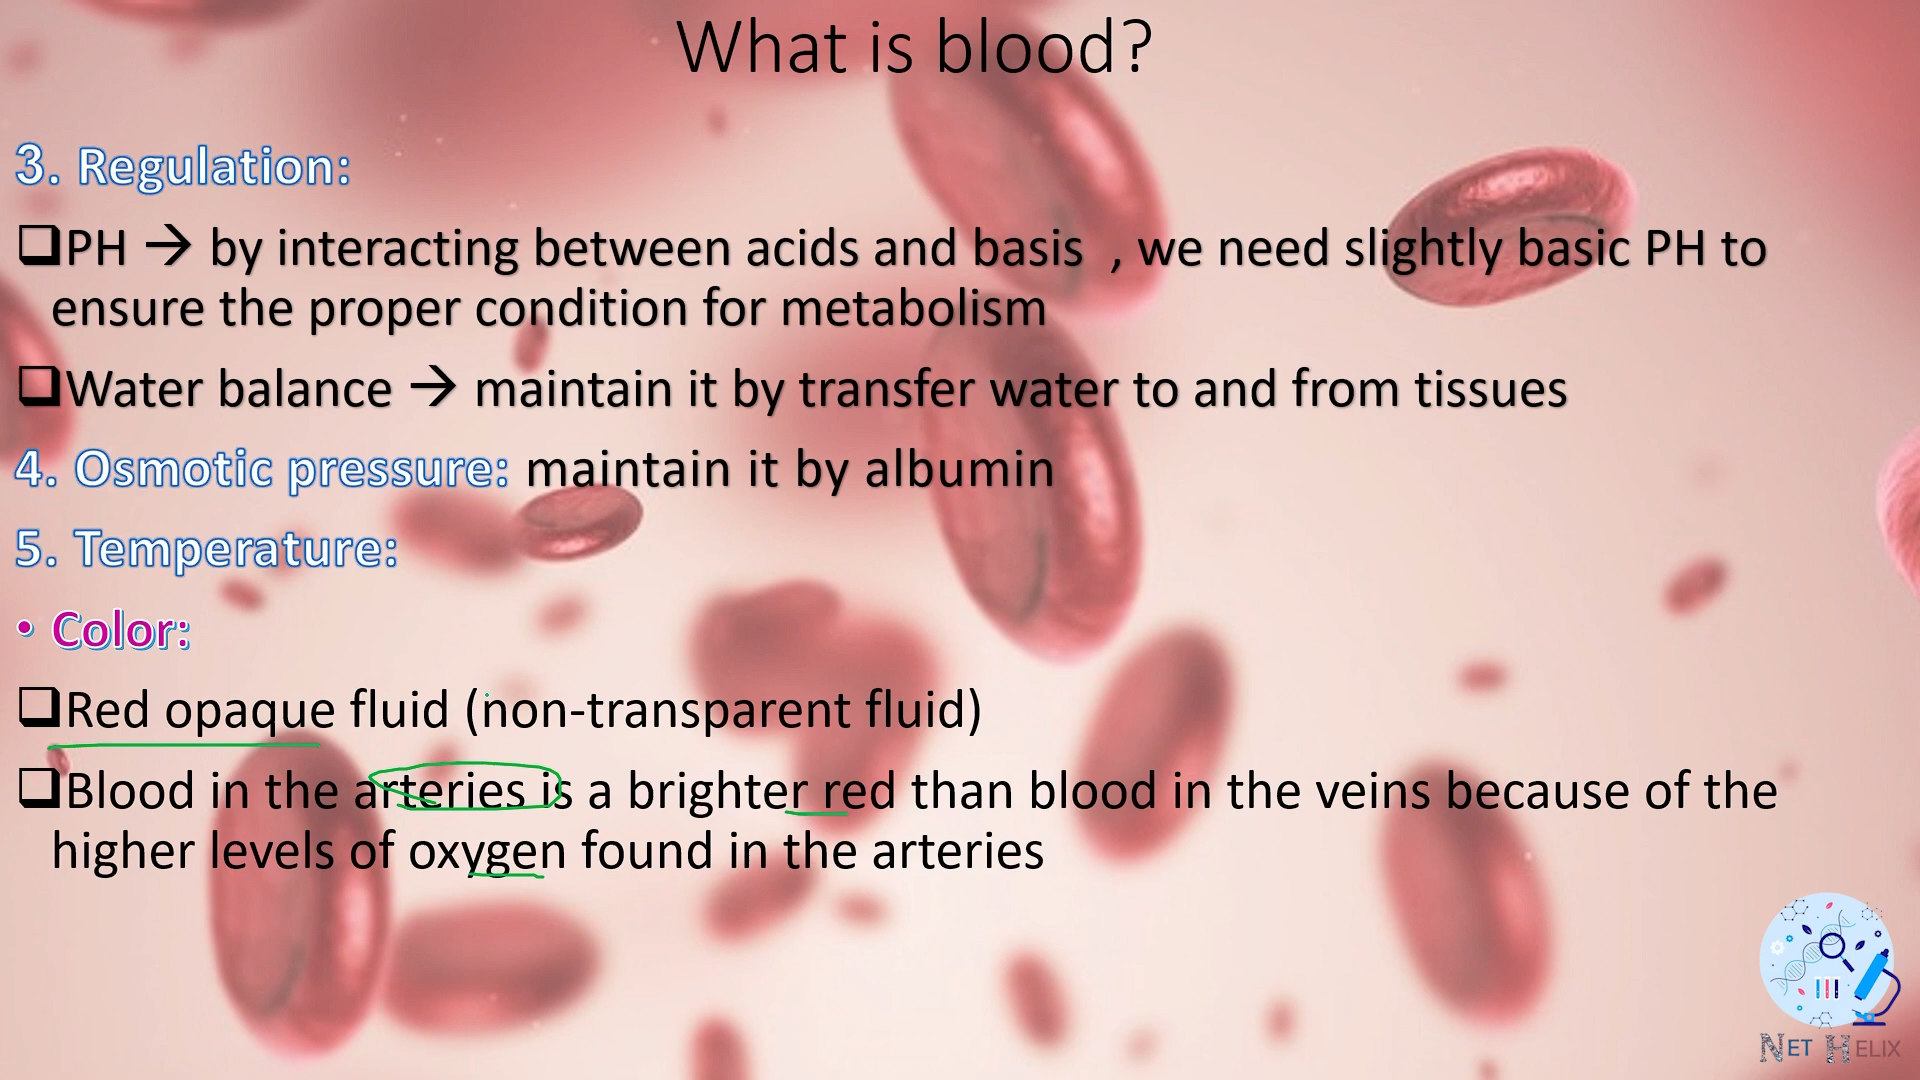 What is blood?
3. Regulation:
❑PH → by interacting between acids and basis , we need slightly basic PH to
ensure the proper condition for metabolism
❑Water balance → maintain it by transfer water to and from tissues
4. Osmotic pressure: maintain it by albumin
5. Temperature:
• Color:
❑Red opaque fluid (non-transparent fluid)
❑Blood in the arteries is a brighter red than blood in the veins because of the
higher levels of oxygen found in the arteries
NET HELIX